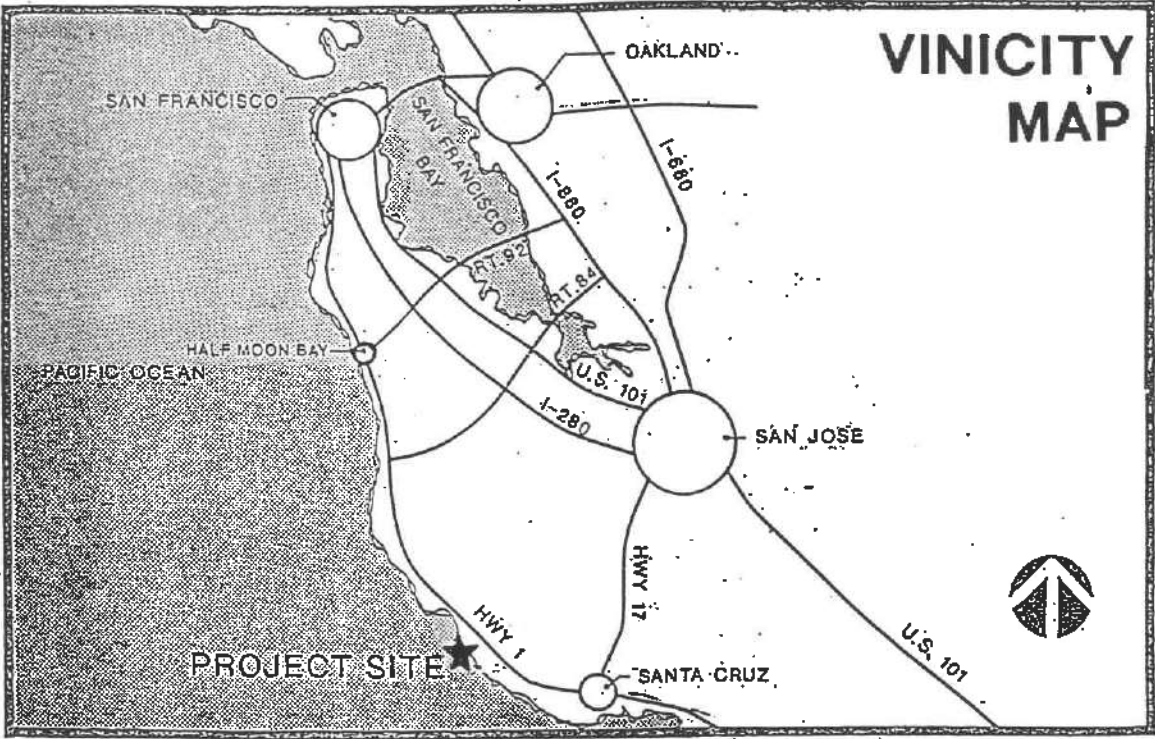 VINICITY
MAP
OAKLAND
SAN FRANCISCO
SAN FRANCISCO
BAY
I-680
I-880
RT. 92
RT. 84
HALF MOON BAY
PACIFIC OCEAN
U.S. 101
I-280
SAN JOSE
HWY 17
HWY 1
PROJECT SITE
SANTA CRUZ
U.S. 101